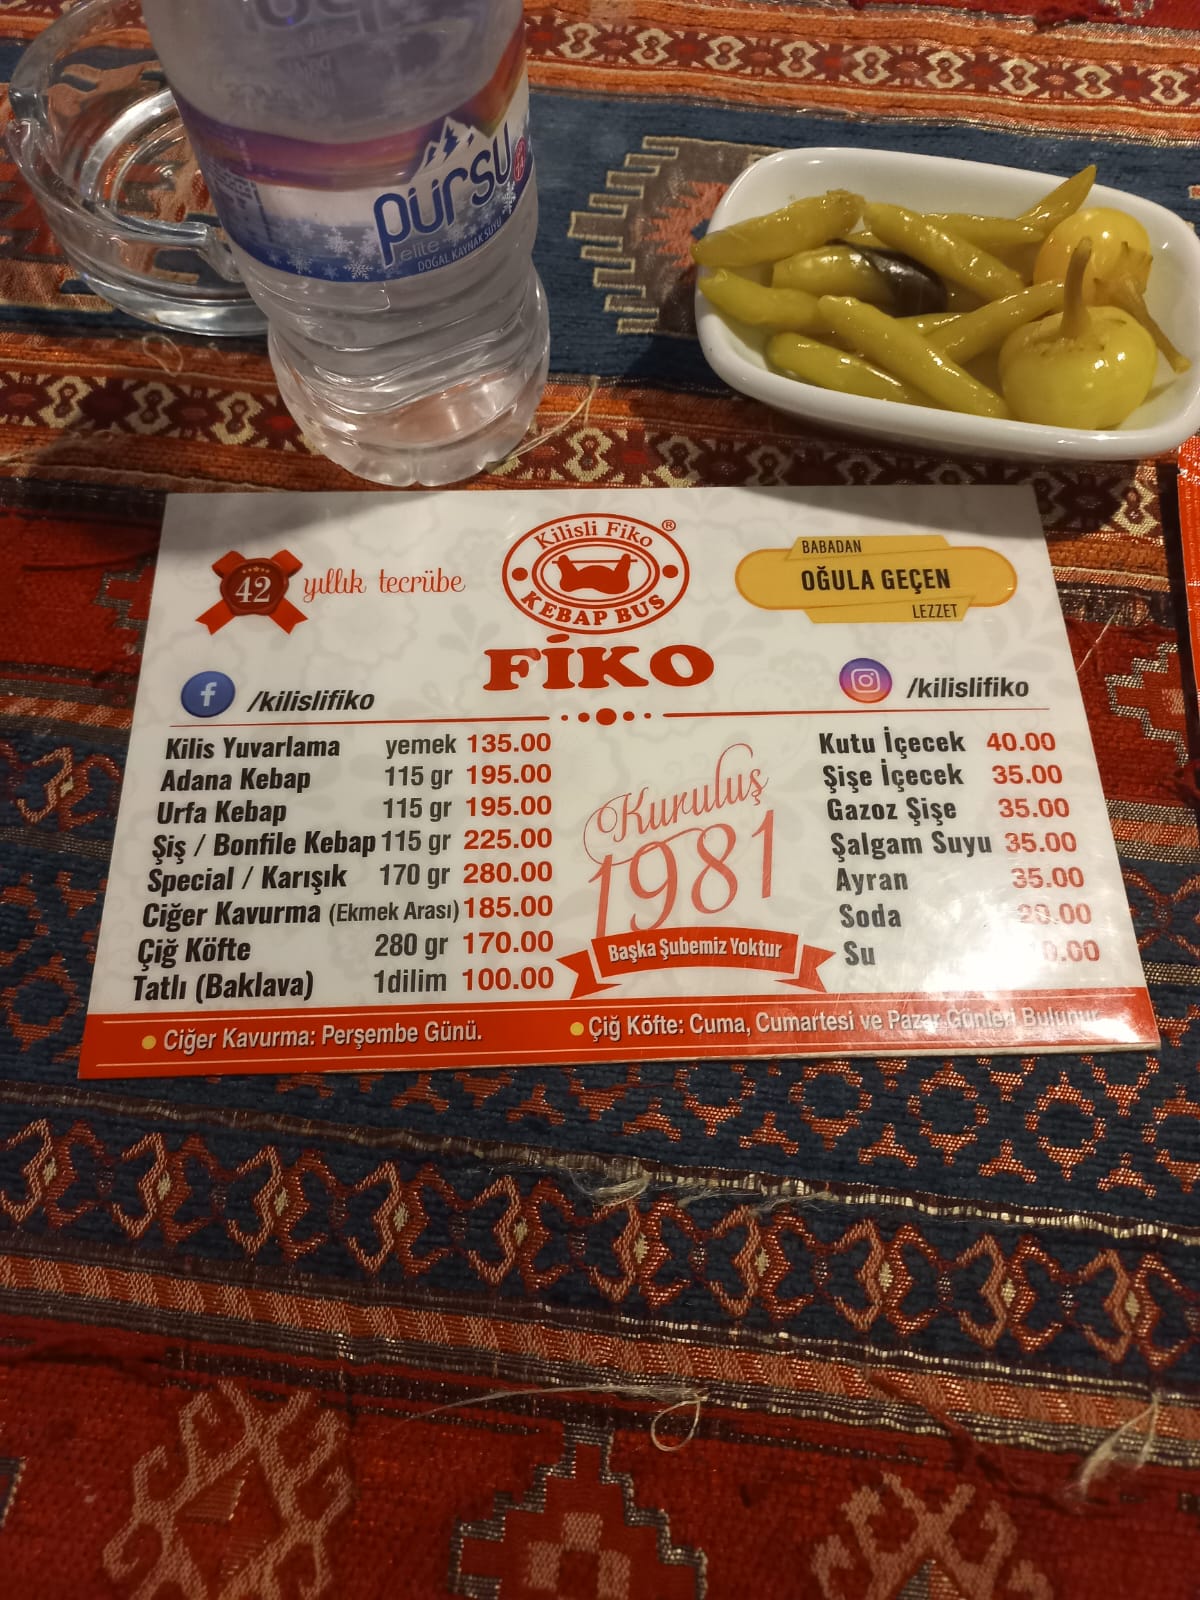 pürsu
elite
DOĞAL KAYNAK SUYU
42 yıllık tecrübe
Kilisli Fiko ®
KEBAP BUS
FİKO
BABADAN
OĞULA GEÇEN
LEZZET
/kilislifiko
/kilislifiko
Kilis Yuvarlama yemek 135.00
Adana Kebap 115 gr 195.00
Urfa Kebap 115 gr 195.00
Şiş / Bonfile Kebap 115 gr 225.00
Special / Karışık 170 gr 280.00
Ciğer Kavurma (Ekmek Arası) 185.00
Çiğ Köfte 280 gr 170.00
Tatlı (Baklava) 1dilim 100.00
Kuruluş
1981
Başka Şubemiz Yoktur
Kutu İçecek 40.00
Şişe İçecek 35.00
Gazoz Şişe 35.00
Şalgam Suyu 35.00
Ayran 35.00
Soda 20.00
Su
Ciğer Kavurma: Perşembe Günü.
Çiğ Köfte: Cuma, Cumartesi ve Pazar Günleri Bulunur